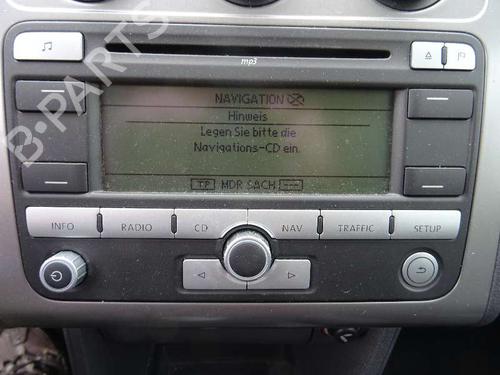 mp3
NAVIGATION
Hinweis
Legen Sie bitte die
Navigations-CD ein.
TP MDR SACH. ---
INFO RADIO CD NAV TRAFFIC SETUP
B-PARTS